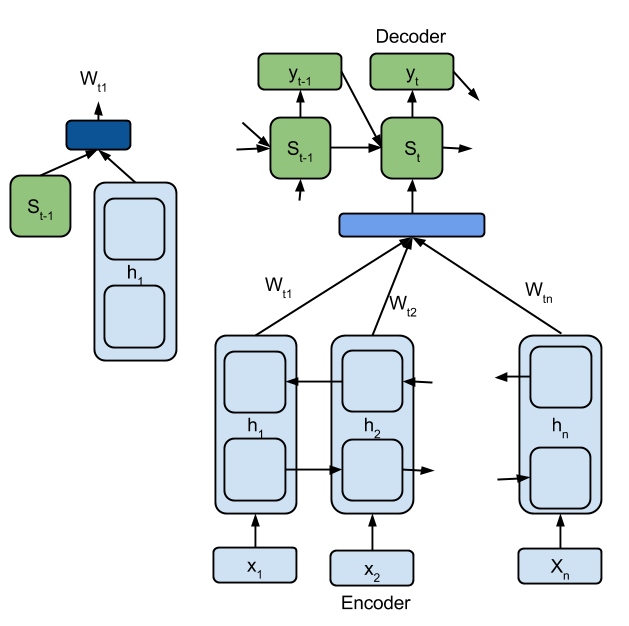 Decoder
W_t1
y_t-1
y_t
S_t-1
S_t
S_t-1
h_1
W_t1
W_t2
W_tn
h_1
h_2
h_n
x_1
x_2
X_n
Encoder